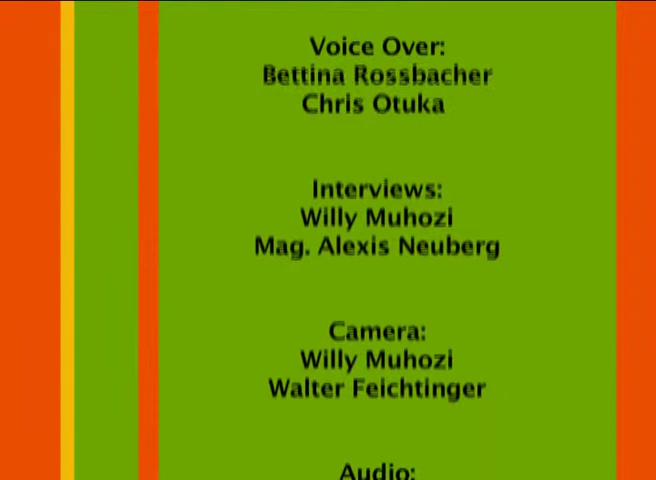 Voice Over:
Bettina Rossbacher
Chris Otuka
Interviews:
Willy Muhozi
Mag. Alexis Neuberg
Camera:
Willy Muhozi
Walter Feichtinger
Audio: